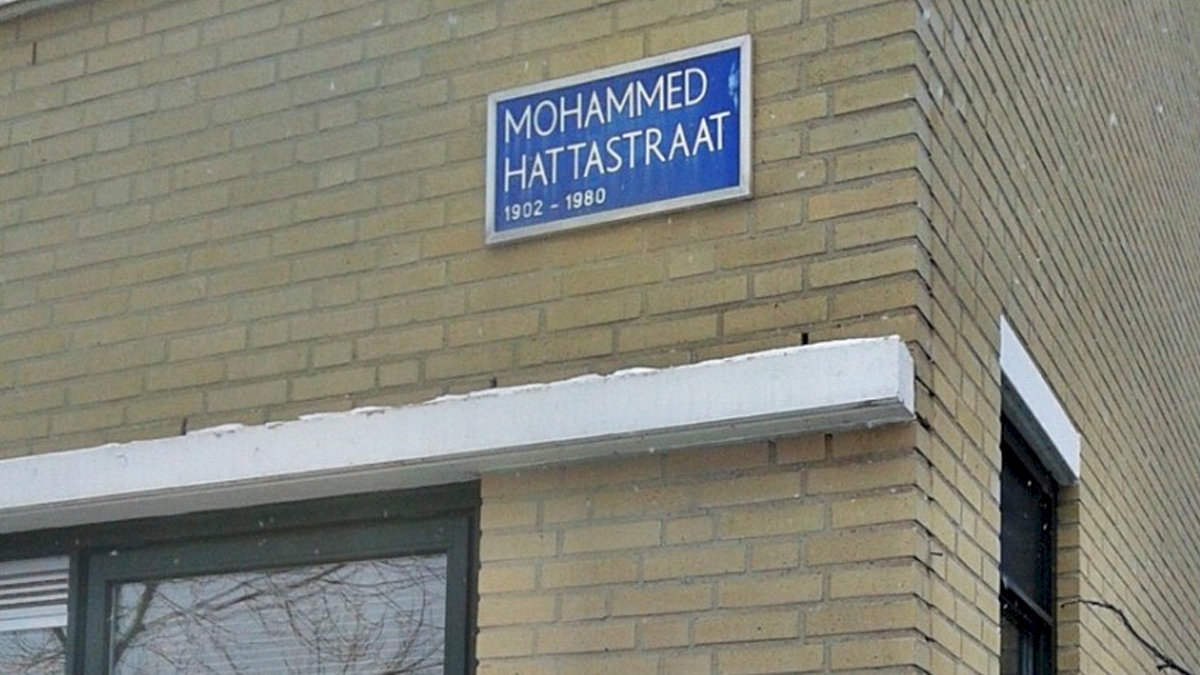 MOHAMMED
HATTASTRAAT
1902 - 1980